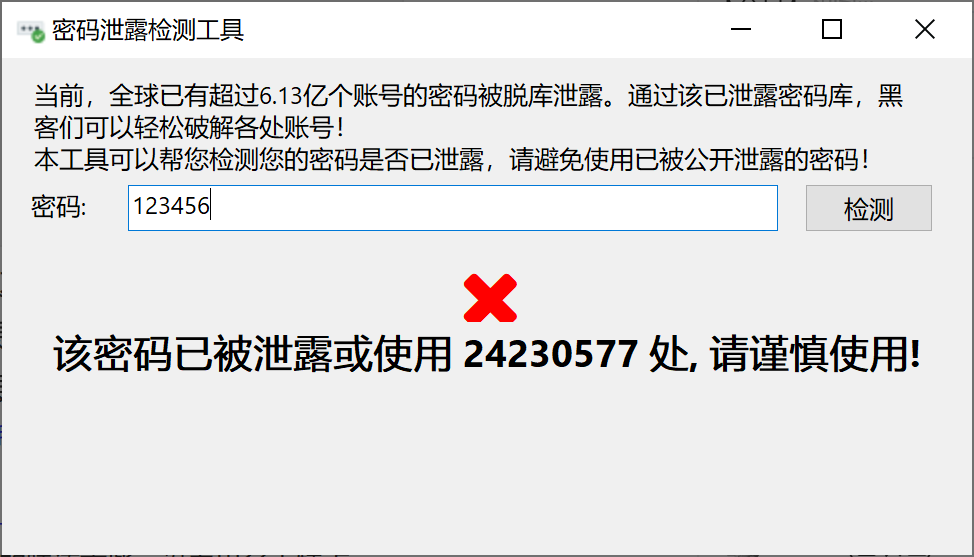 密码泄露检测工具
当前，全球已有超过6.13亿个账号的密码被脱库泄露。通过该已泄露密码库，黑
客们可以轻松破解各处账号！
本工具可以帮您检测您的密码是否已泄露，请避免使用已被公开泄露的密码！
密码: 123456 检测
该密码已被泄露或使用 24230577 处, 请谨慎使用!